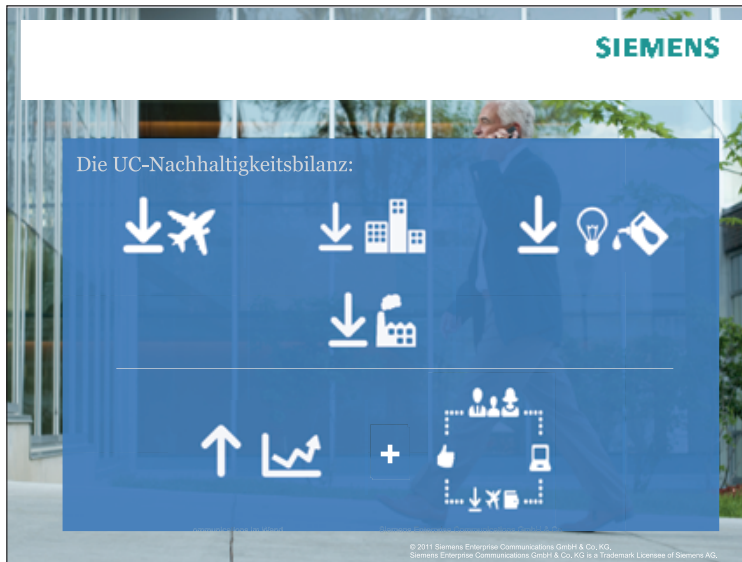 SIEMENS
Die UC-Nachhaltigkeitsbilanz:
+
© 2011 Siemens Enterprise Communications GmbH & Co, KG,
Siemens Enterprise Communications GmbH & Co, KG is a Trademark Licensee of Siemens AG,